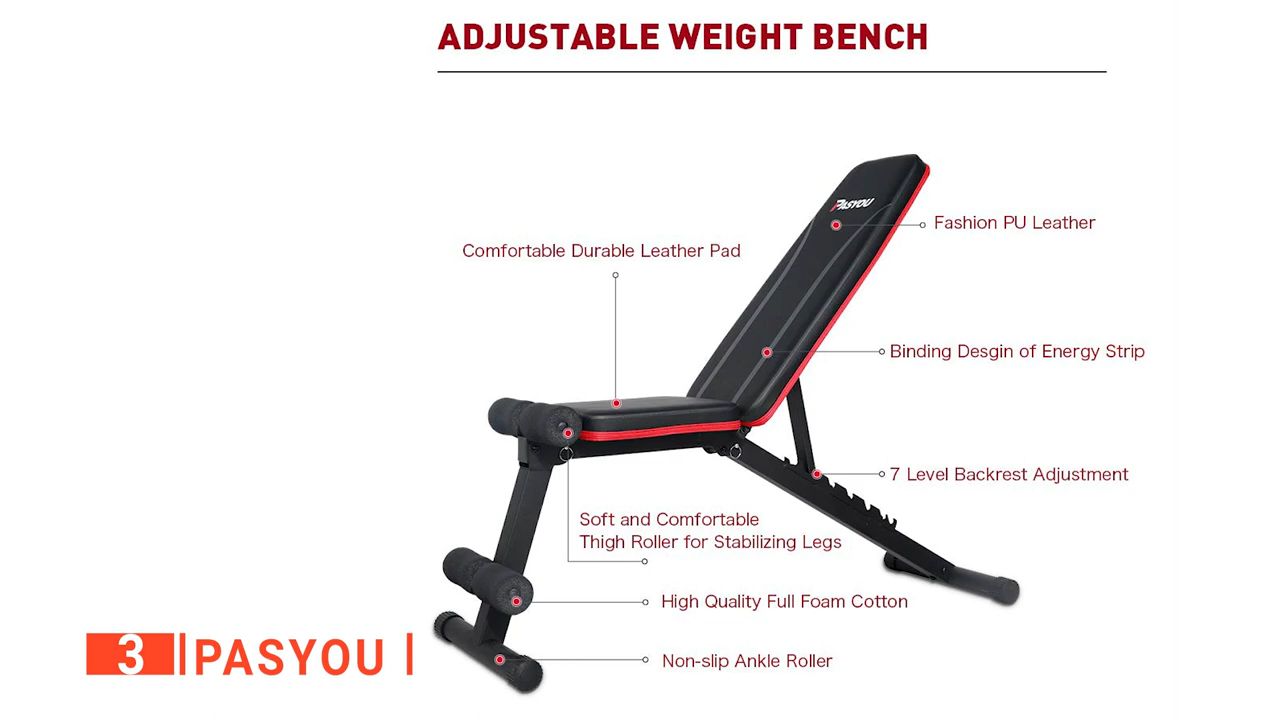 ADJUSTABLE WEIGHT BENCH
PASYOU
Fashion PU Leather
Comfortable Durable Leather Pad
Binding Desgin of Energy Strip
7 Level Backrest Adjustment
Soft and Comfortable
Thigh Roller for Stabilizing Legs
High Quality Full Foam Cotton
Non-slip Ankle Roller
3 PASYOU